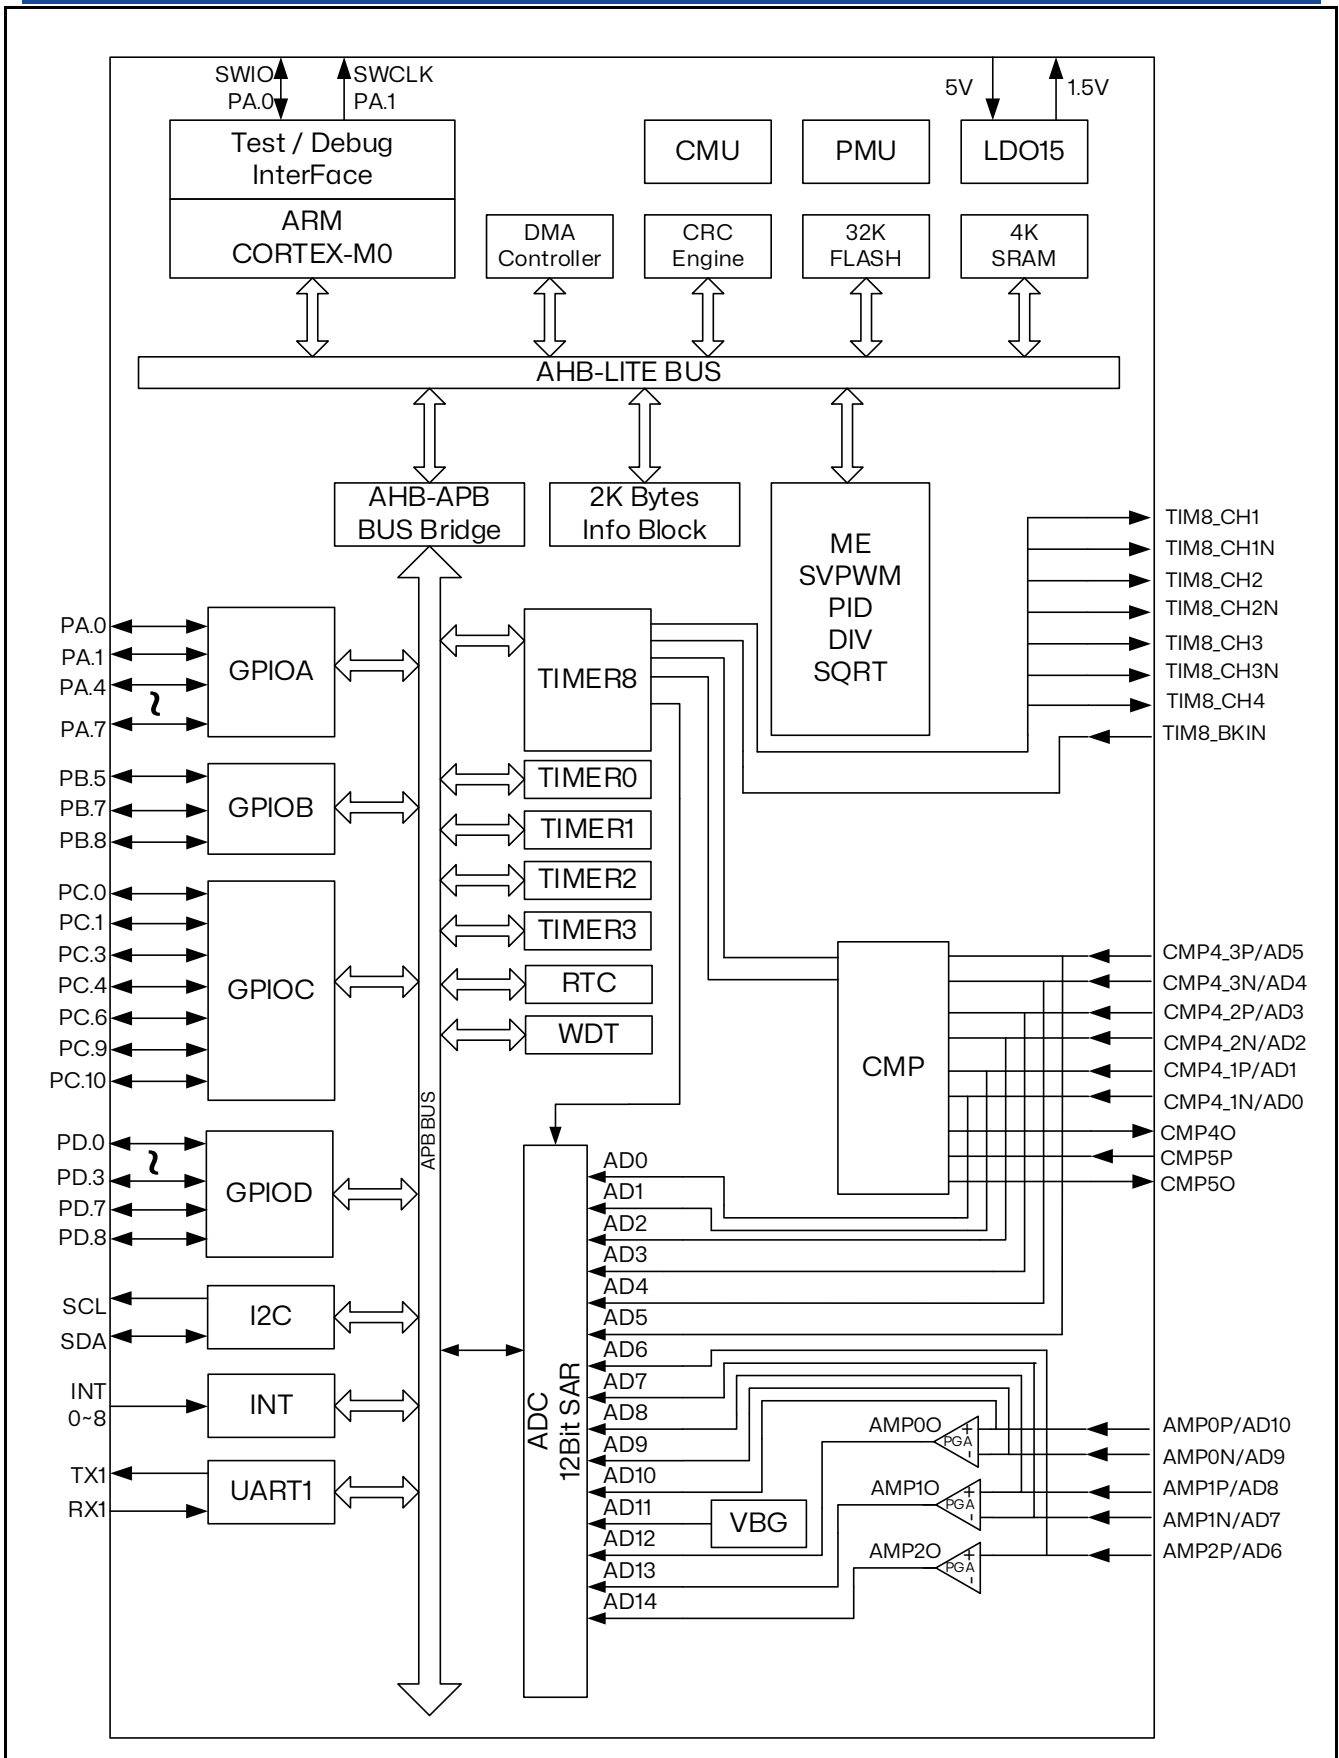 SWIO
PA.0
SWCLK
PA.1
5V
1.5V
Test / Debug
InterFace
ARM
CORTEX-M0
CMU
PMU
LDO15
DMA
Controller
CRC
Engine
32K
FLASH
4K
SRAM
AHB-LITE BUS
AHB-APB
BUS Bridge
2K Bytes
Info Block
ME
SVPWM
PID
DIV
SQRT
TIM8_CH1
TIM8_CH1N
TIM8_CH2
TIM8_CH2N
TIM8_CH3
TIM8_CH3N
TIM8_CH4
TIM8_BKIN
PA.0
PA.1
PA.4
~
PA.7
GPIOA
TIMER8
PB.5
PB.7
PB.8
GPIOB
TIMER0
TIMER1
TIMER2
TIMER3
RTC
WDT
PC.0
PC.1
PC.3
PC.4
PC.6
PC.9
PC.10
GPIOC
APB BUS
CMP
CMP4_3P/AD5
CMP4_3N/AD4
CMP4_2P/AD3
CMP4_2N/AD2
CMP4_1P/AD1
CMP4_1N/AD0
CMP4O
CMP5P
CMP5O
PD.0
~
PD.3
PD.7
PD.8
GPIOD
SCL
SDA
I2C
INT
0~8
INT
TX1
RX1
UART1
ADC
12Bit SAR
AD0
AD1
AD2
AD3
AD4
AD5
AD6
AD7
AD8
AD9
AD10
AD11
AD12
AD13
AD14
VBG
AMP0O
+
PGA
-
AMP1O
+
PGA
-
AMP2O
+
PGA
-
AMP0P/AD10
AMP0N/AD9
AMP1P/AD8
AMP1N/AD7
AMP2P/AD6